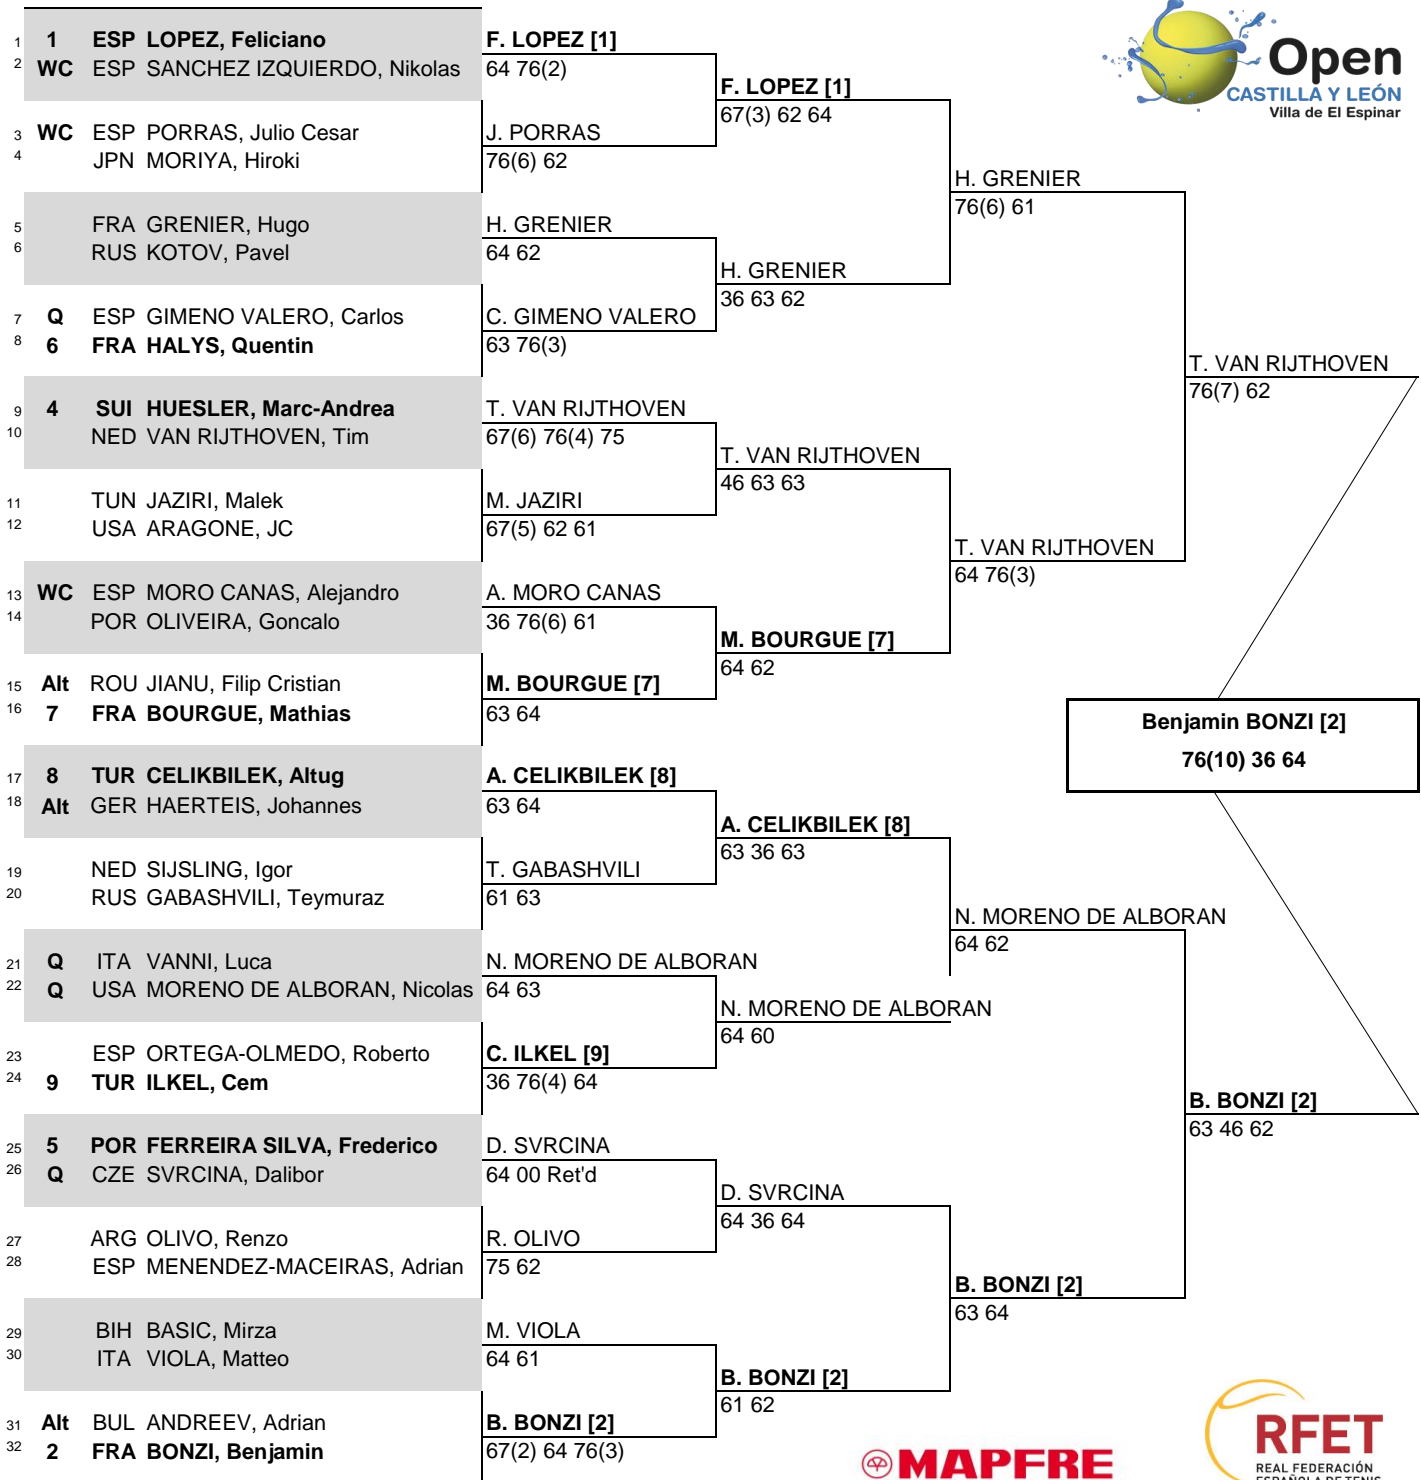 1 1 ESP LOPEZ, Feliciano
2 WC ESP SANCHEZ IZQUIERDO, Nikolas
3 WC ESP PORRAS, Julio Cesar
4 JPN MORIYA, Hiroki
5 FRA GRENIER, Hugo
6 RUS KOTOV, Pavel
7 Q ESP GIMENO VALERO, Carlos
8 6 FRA HALYS, Quentin
9 4 SUI HUESLER, Marc-Andrea
10 NED VAN RIJTHOVEN, Tim
11 TUN JAZIRI, Malek
12 USA ARAGONE, JC
13 WC ESP MORO CANAS, Alejandro
14 POR OLIVEIRA, Goncalo
15 Alt ROU JIANU, Filip Cristian
16 7 FRA BOURGUE, Mathias
17 8 TUR CELIKBILEK, Altug
18 Alt GER HAERTEIS, Johannes
19 NED SIJSLING, Igor
20 RUS GABASHVILI, Teymuraz
21 Q ITA VANNI, Luca
22 Q USA MORENO DE ALBORAN, Nicolas
23 ESP ORTEGA-OLMEDO, Roberto
24 9 TUR ILKEL, Cem
25 5 POR FERREIRA SILVA, Frederico
26 Q CZE SVRCINA, Dalibor
27 ARG OLIVO, Renzo
28 ESP MENENDEZ-MACEIRAS, Adrian
29 BIH BASIC, Mirza
30 ITA VIOLA, Matteo
31 Alt BUL ANDREEV, Adrian
32 2 FRA BONZI, Benjamin
F. LOPEZ [1]
64 76(2)
J. PORRAS
76(6) 62
H. GRENIER
64 62
C. GIMENO VALERO
63 76(3)
T. VAN RIJTHOVEN
67(6) 76(4) 75
M. JAZIRI
67(5) 62 61
A. MORO CANAS
36 76(6) 61
M. BOURGUE [7]
63 64
A. CELIKBILEK [8]
63 64
T. GABASHVILI
61 63
N. MORENO DE ALBORAN
64 63
C. ILKEL [9]
36 76(4) 64
D. SVRCINA
64 00 Ret'd
R. OLIVO
75 62
M. VIOLA
64 61
B. BONZI [2]
67(2) 64 76(3)
F. LOPEZ [1]
67(3) 62 64
H. GRENIER
36 63 62
T. VAN RIJTHOVEN
46 63 63
M. BOURGUE [7]
64 62
A. CELIKBILEK [8]
63 36 63
N. MORENO DE ALBORAN
64 60
D. SVRCINA
64 36 64
B. BONZI [2]
61 62
H. GRENIER
76(6) 61
T. VAN RIJTHOVEN
64 76(3)
N. MORENO DE ALBORAN
64 62
B. BONZI [2]
63 64
T. VAN RIJTHOVEN
76(7) 62
B. BONZI [2]
63 46 62
Benjamin BONZI [2]
76(10) 36 64
Open
CASTILLA Y LEÓN
Villa de El Espinar
MAPFRE
RFET
REAL FEDERACIÓN
ESPAÑOLA DE TENIS